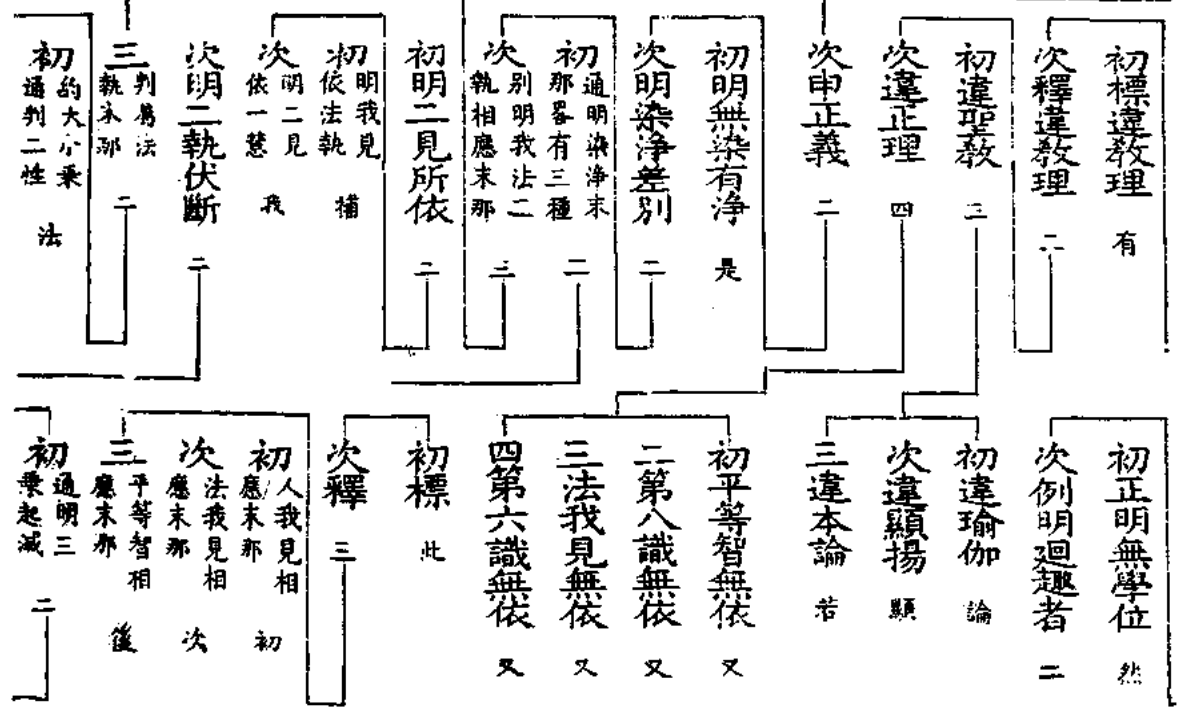 初標違教理 有
次釋違教理 二
初違聖教 三
次違正理 四
次申正義 二
初明無染有淨 是
次明染淨差別 二
初通明染淨末那畧有三種 二
次别明我法二執相應末那 三
初明二見所依 二
初明我見依法執 補
次明二見依一慧 我
次明二執伏斷 二
三判爲法執末那 二
初約大小乗通判二性 法
初正明無學位 然
次例明廻趣者 二
初違瑜伽 論
次違顯揚 顯
三違本論 若
初平等智無依 又
二第八識無依 又
三法我見無依 又
四第六識無依 又
初標 此
次釋 三
初人我見相應末那 初
次法我見相應末那 次
三平等智相應末那 後
初通明三乗起滅 二